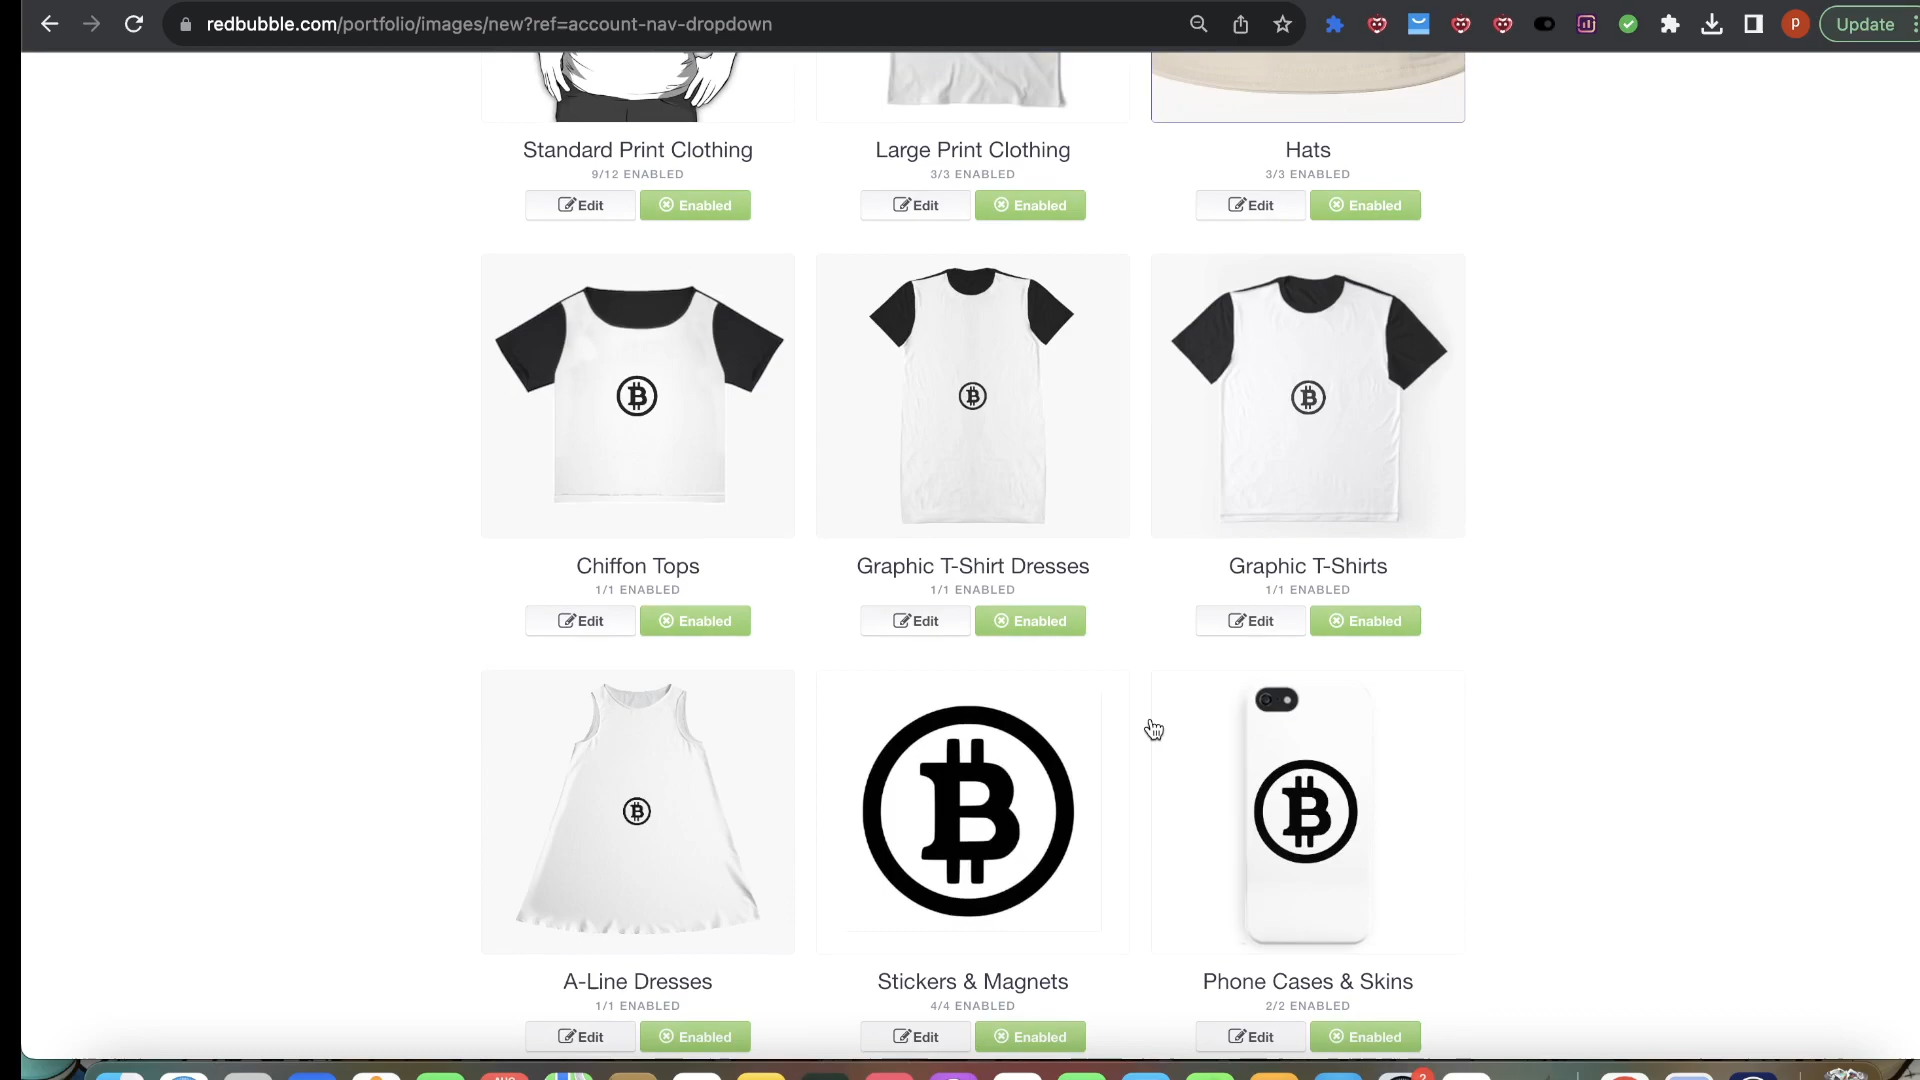 redbubble.com/portfolio/images/new?ref=account-nav-dropdown
P
Update
Standard Print Clothing
Large Print Clothing
Hats
9/12 ENABLED
3/3 ENABLED
3/3 ENABLED
Edit
Enabled
Edit
Enabled
Edit
Enabled
Chiffon Tops
Graphic T-Shirt Dresses
Graphic T-Shirts
1/1 ENABLED
1/1 ENABLED
1/1 ENABLED
Edit
Enabled
Edit
Enabled
Edit
Enabled
A-Line Dresses
Stickers & Magnets
Phone Cases & Skins
1/1 ENABLED
4/4 ENABLED
2/2 ENABLED
Edit
Enabled
Edit
Enabled
Edit
Enabled
AUG
2